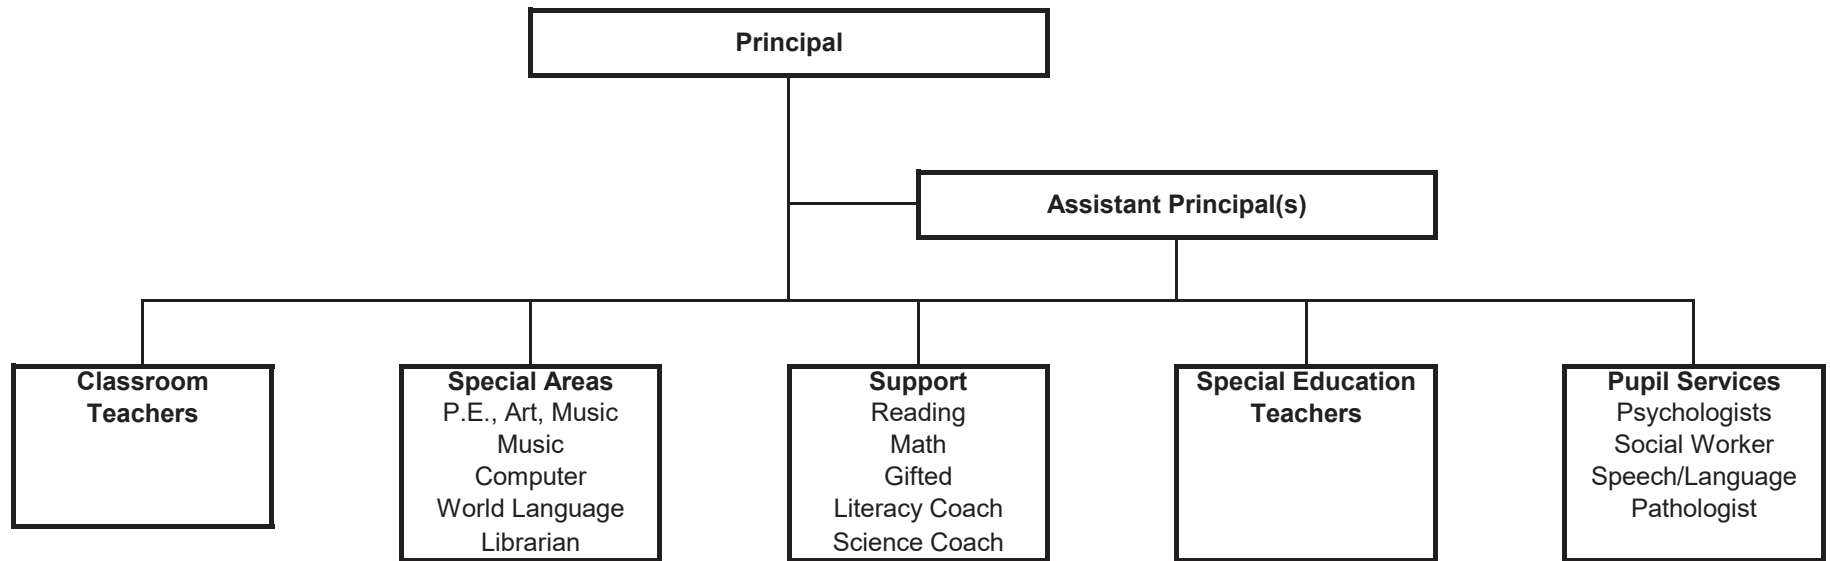 Principal
Assistant Principal(s)
Classroom
Teachers
Special Areas
P.E., Art, Music
Music
Computer
World Language
Librarian
Support
Reading
Math
Gifted
Literacy Coach
Science Coach
Special Education
Teachers
Pupil Services
Psychologists
Social Worker
Speech/Language
Pathologist